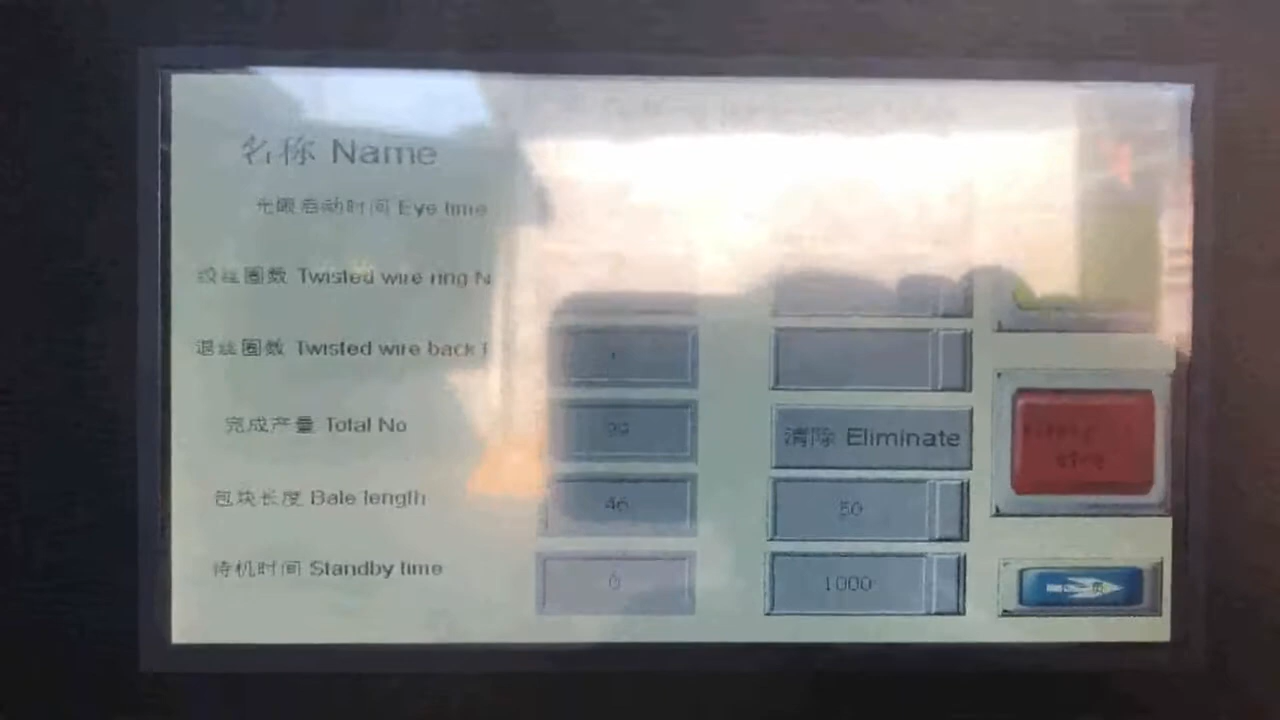 名称 Name
光眼启动时间 Eye time
绞丝圈数 Twisted wire ring N
退丝圈数 Twisted wire back
完成产量 Total No 99 清除 Eliminate
包块长度 Bale length 46 50
待机时间 Standby time 0 1000